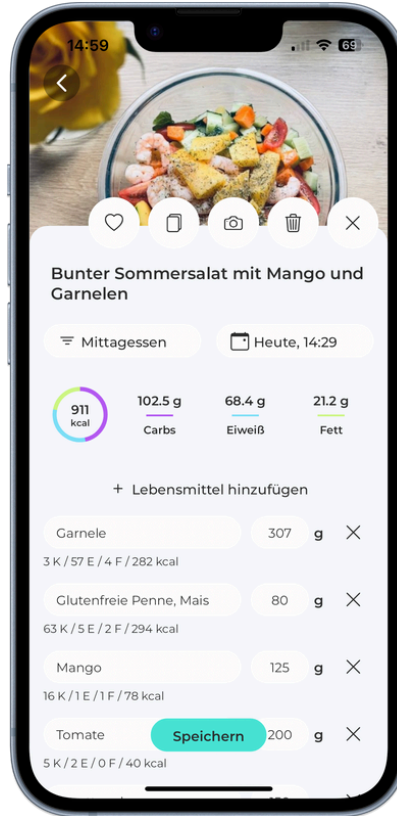 14:59
69
Bunter Sommersalat mit Mango und
Garnelen
Mittagessen
Heute, 14:29
911
kcal
102.5 g
Carbs
68.4 g
Eiweiß
21.2 g
Fett
+ Lebensmittel hinzufügen
Garnele 307 g
3 K / 57 E / 4 F / 282 kcal
Glutenfreie Penne, Mais 80 g
63 K / 5 E / 2 F / 294 kcal
Mango 125 g
16 K / 1 E / 1 F / 78 kcal
Tomate 200 g
Speichern
5 K / 2 E / 0 F / 40 kcal